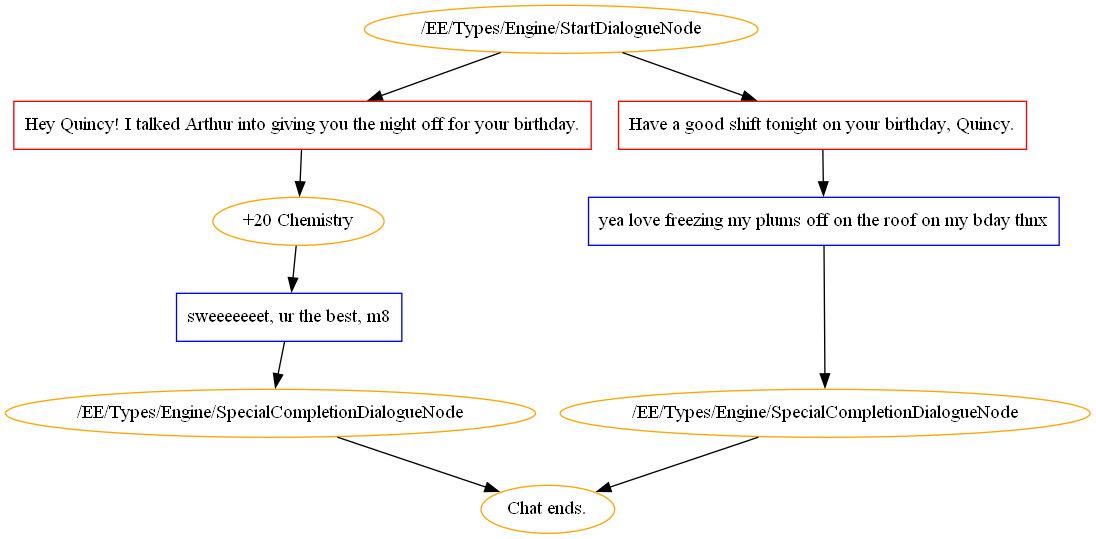 /EE/Types/Engine/StartDialogueNode
Hey Quincy! I talked Arthur into giving you the night off for your birthday.
Have a good shift tonight on your birthday, Quincy.
+20 Chemistry
yea love freezing my plums off on the roof on my bday thnx
sweeeeeeet, ur the best, m8
/EE/Types/Engine/SpecialCompletionDialogueNode
/EE/Types/Engine/SpecialCompletionDialogueNode
Chat ends.